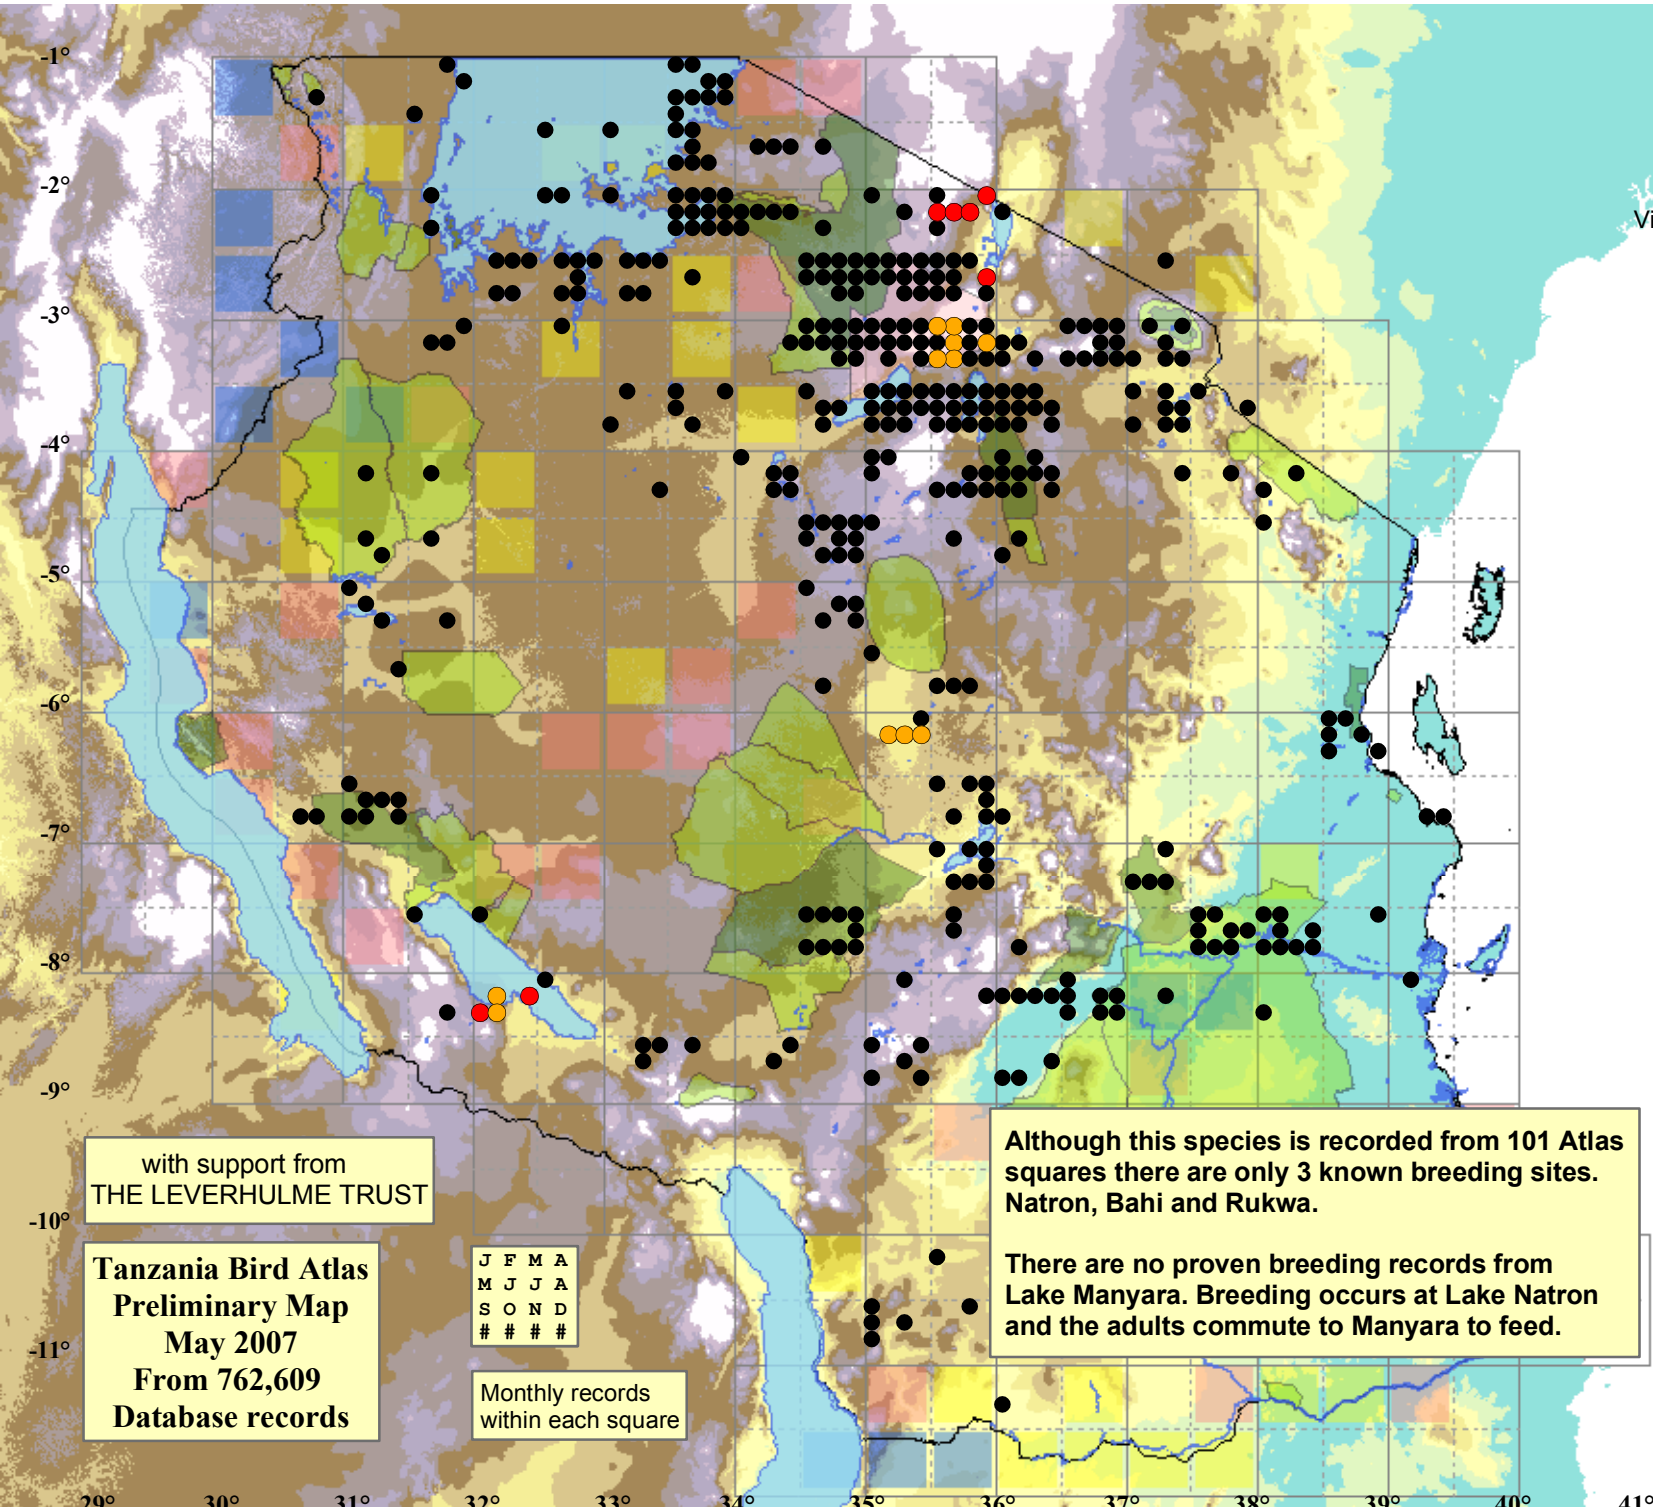 -1°
-2°
Vi
-3°
-4°
-5°
-6°
-7°
-8°
-9°
-10°
-11°
with support from
THE LEVERHULME TRUST
Tanzania Bird Atlas
Preliminary Map
May 2007
From 762,609
Database records
J F M A
M J J A
S O N D
# # # #
Monthly records
within each square
Although this species is recorded from 101 Atlas
squares there are only 3 known breeding sites.
Natron, Bahi and Rukwa.
There are no proven breeding records from
Lake Manyara. Breeding occurs at Lake Natron
and the adults commute to Manyara to feed.
29° 30° 31° 32° 33° 34° 35° 36° 37° 38° 39° 40° 41°